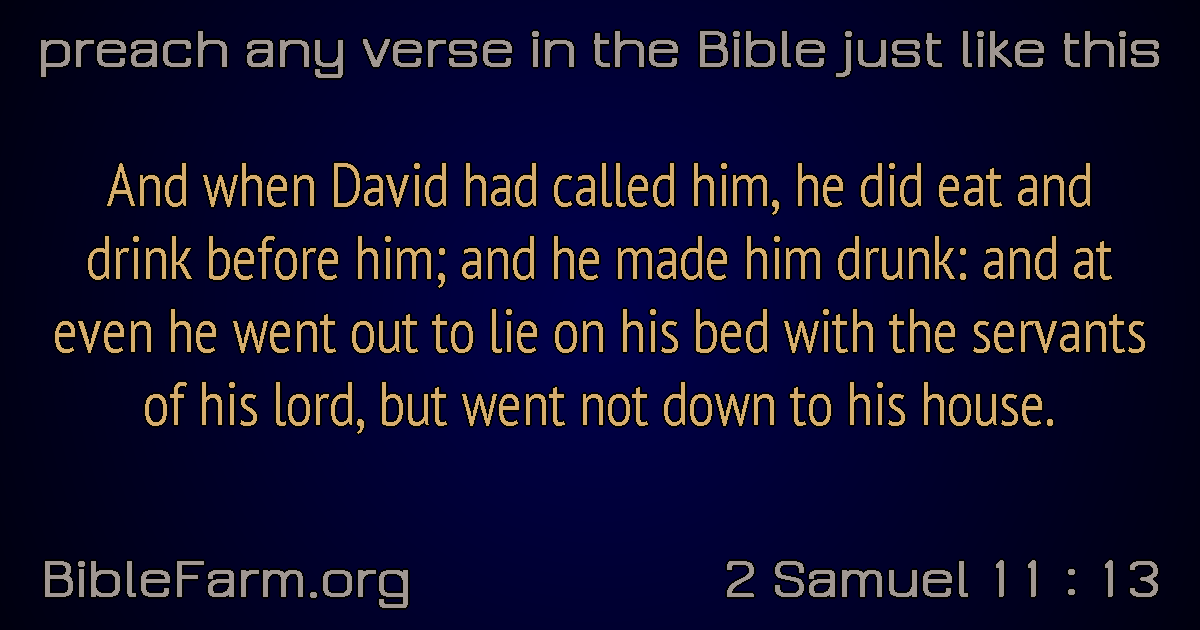 preach any verse in the Bible just like this
And when David had called him, he did eat and
drink before him; and he made him drunk: and at
even he went out to lie on his bed with the servants
of his lord, but went not down to his house.
BibleFarm.org
2 Samuel 11 : 13